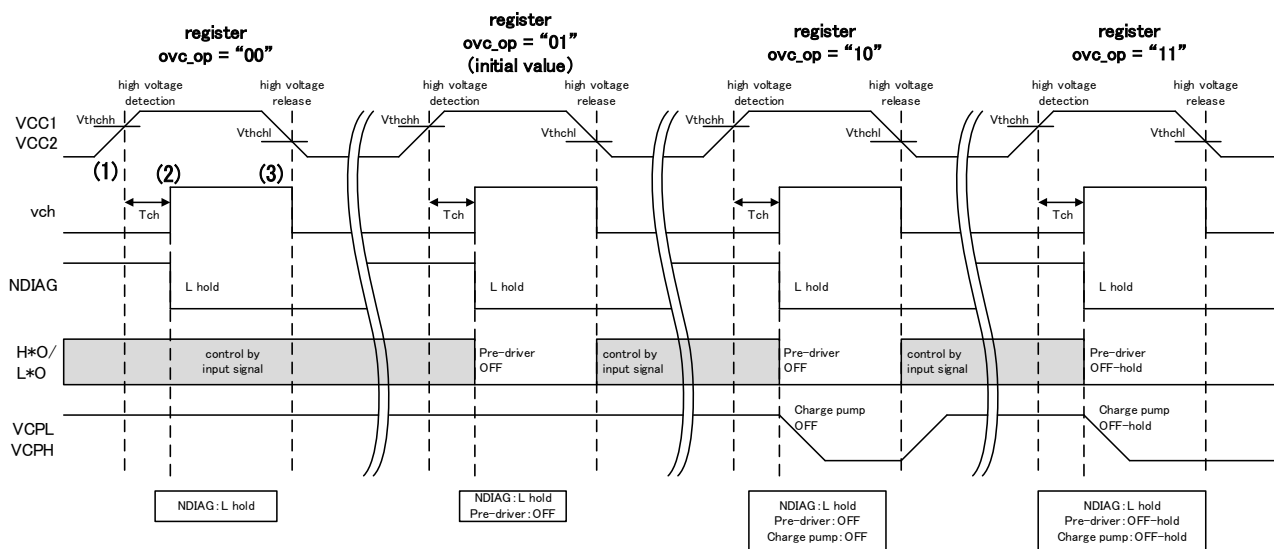 register
ovc_op = “00”
register
ovc_op = “01”
(initial value)
register
ovc_op = “10”
register
ovc_op = “11”
high voltage
detection
high voltage
release
high voltage
detection
high voltage
release
high voltage
detection
high voltage
release
high voltage
detection
high voltage
release
VCC1
VCC2
Vthchh
Vthchl
Vthchh
Vthchl
Vthchh
Vthchl
Vthchh
Vthchl
(1)
(2)
(3)
vch
Tch
Tch
Tch
Tch
NDIAG
L hold
L hold
L hold
L hold
H*O/
L*O
control by
input signal
Pre-driver
OFF
control by
input signal
Pre-driver
OFF
control by
input signal
Pre-driver
OFF-hold
VCPL
VCPH
Charge pump
OFF
Charge pump
OFF-hold
NDIAG:L hold
NDIAG:L hold
Pre-driver:OFF
NDIAG:L hold
Pre-driver:OFF
Charge pump:OFF
NDIAG:L hold
Pre-driver:OFF-hold
Charge pump:OFF-hold